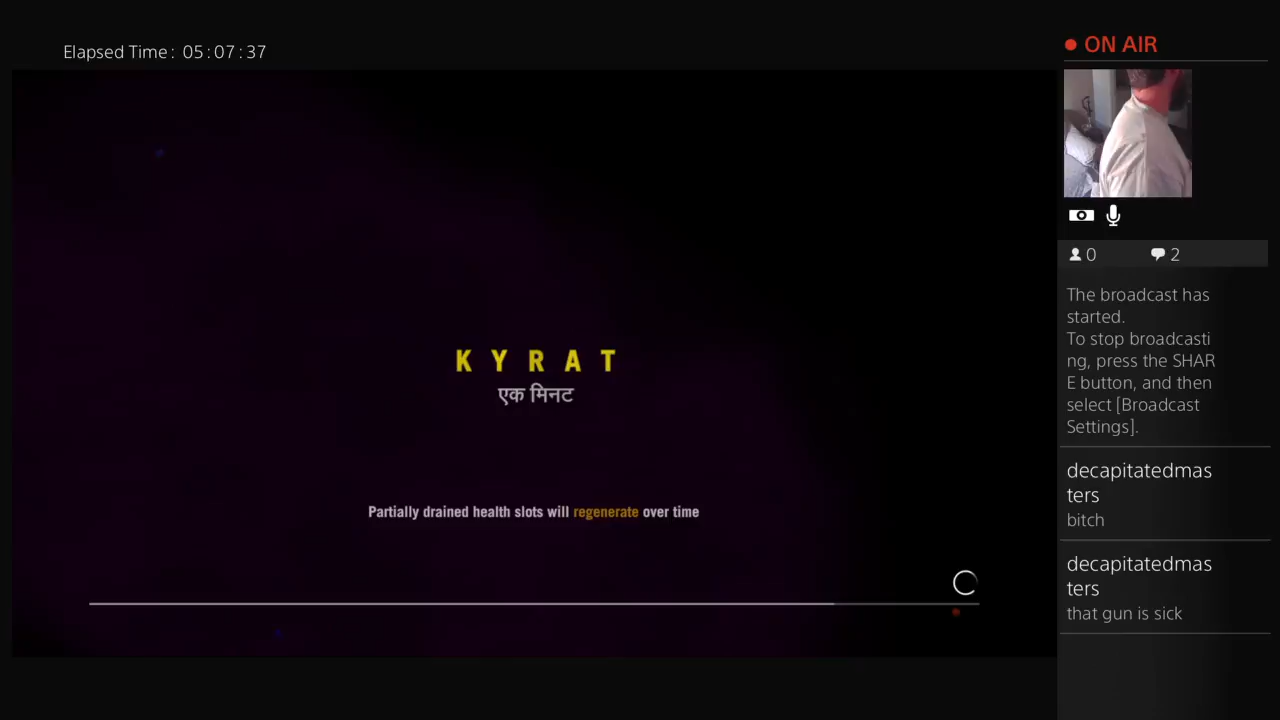 Elapsed Time: 05:07:37
ON AIR
KYRAT
एक मिनट
Partially drained health slots will regenerate over time
0
2
The broadcast has
started.
To stop broadcasti
ng, press the SHAR
E button, and then
select [Broadcast
Settings].
decapitatedmas
ters
bitch
decapitatedmas
ters
that gun is sick